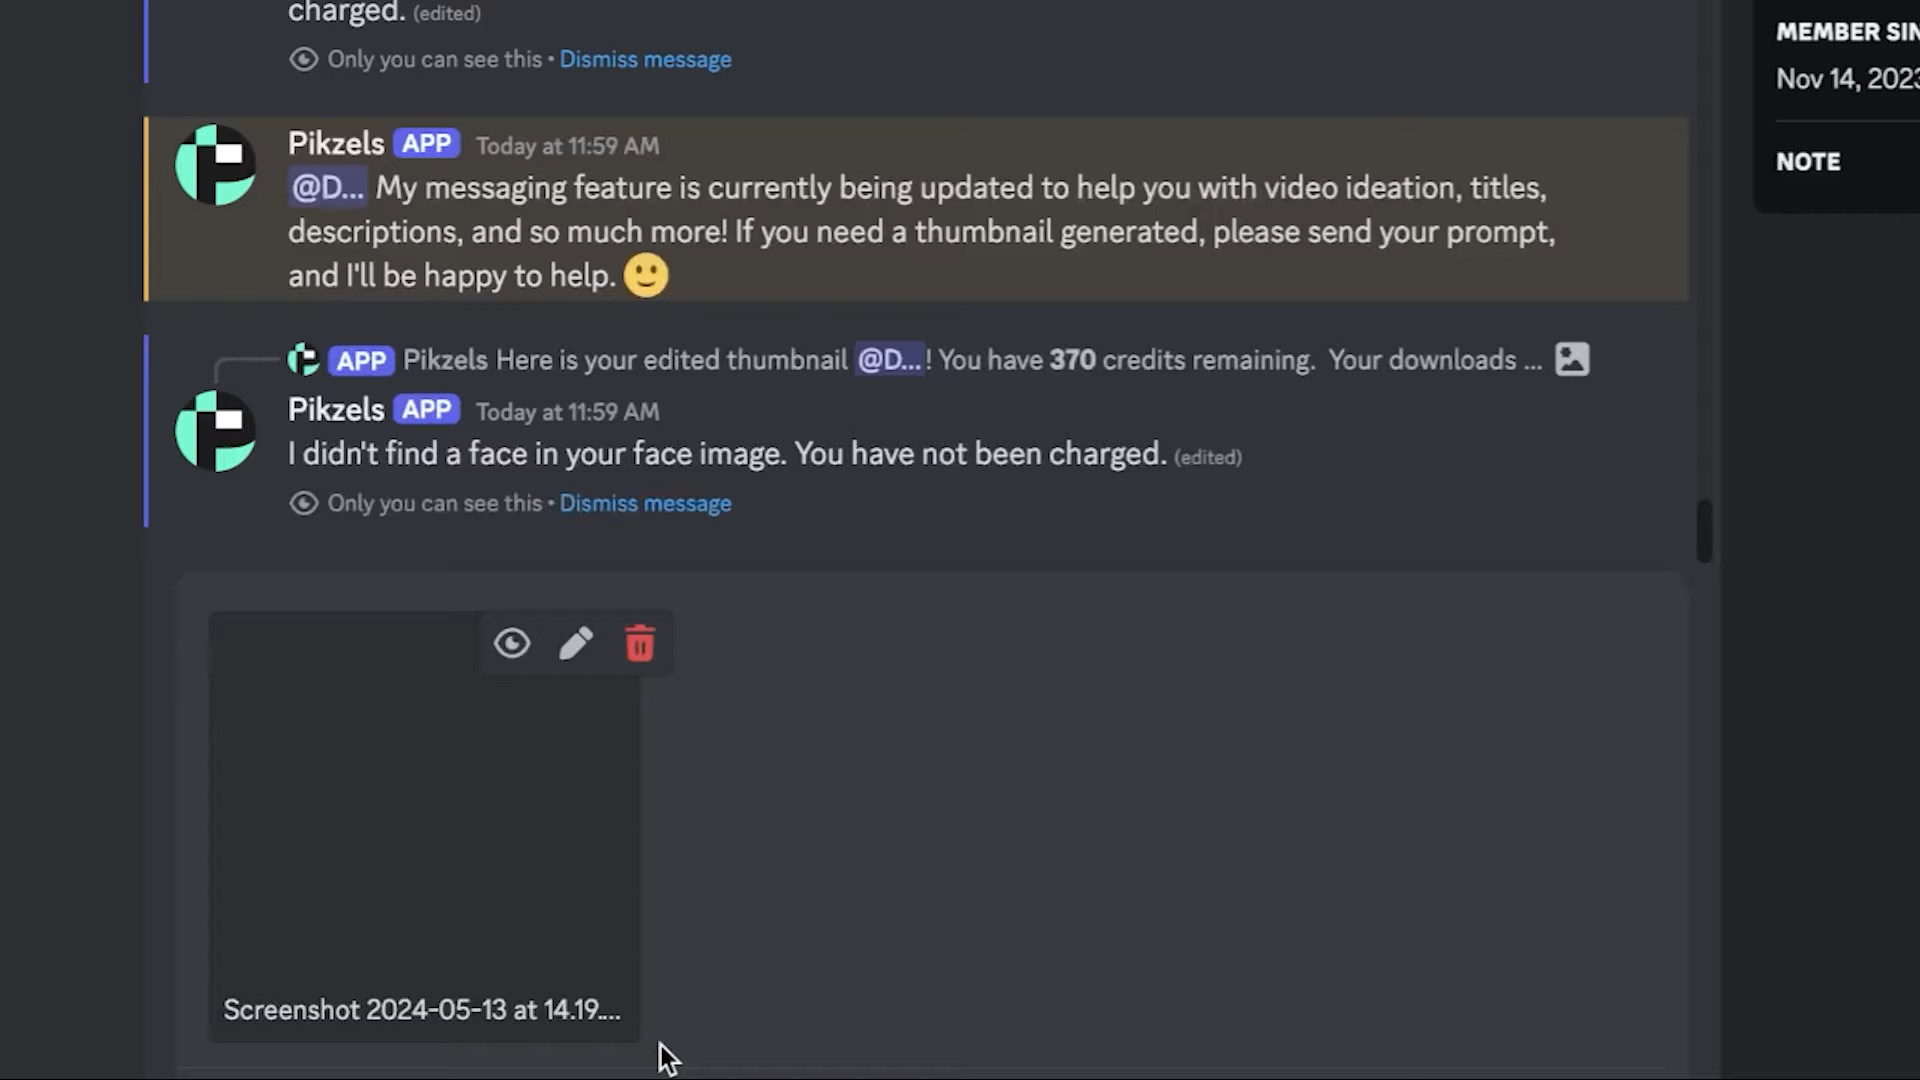 charged. (edited)
Only you can see this • Dismiss message
MEMBER SIN
Nov 14, 2023
NOTE
Pikzels APP Today at 11:59 AM
@D... My messaging feature is currently being updated to help you with video ideation, titles,
descriptions, and so much more! If you need a thumbnail generated, please send your prompt,
and I'll be happy to help. 🙂
APP Pikzels Here is your edited thumbnail @D...! You have 370 credits remaining. Your downloads ...
Pikzels APP Today at 11:59 AM
I didn't find a face in your face image. You have not been charged. (edited)
Only you can see this • Dismiss message
Screenshot 2024-05-13 at 14.19....